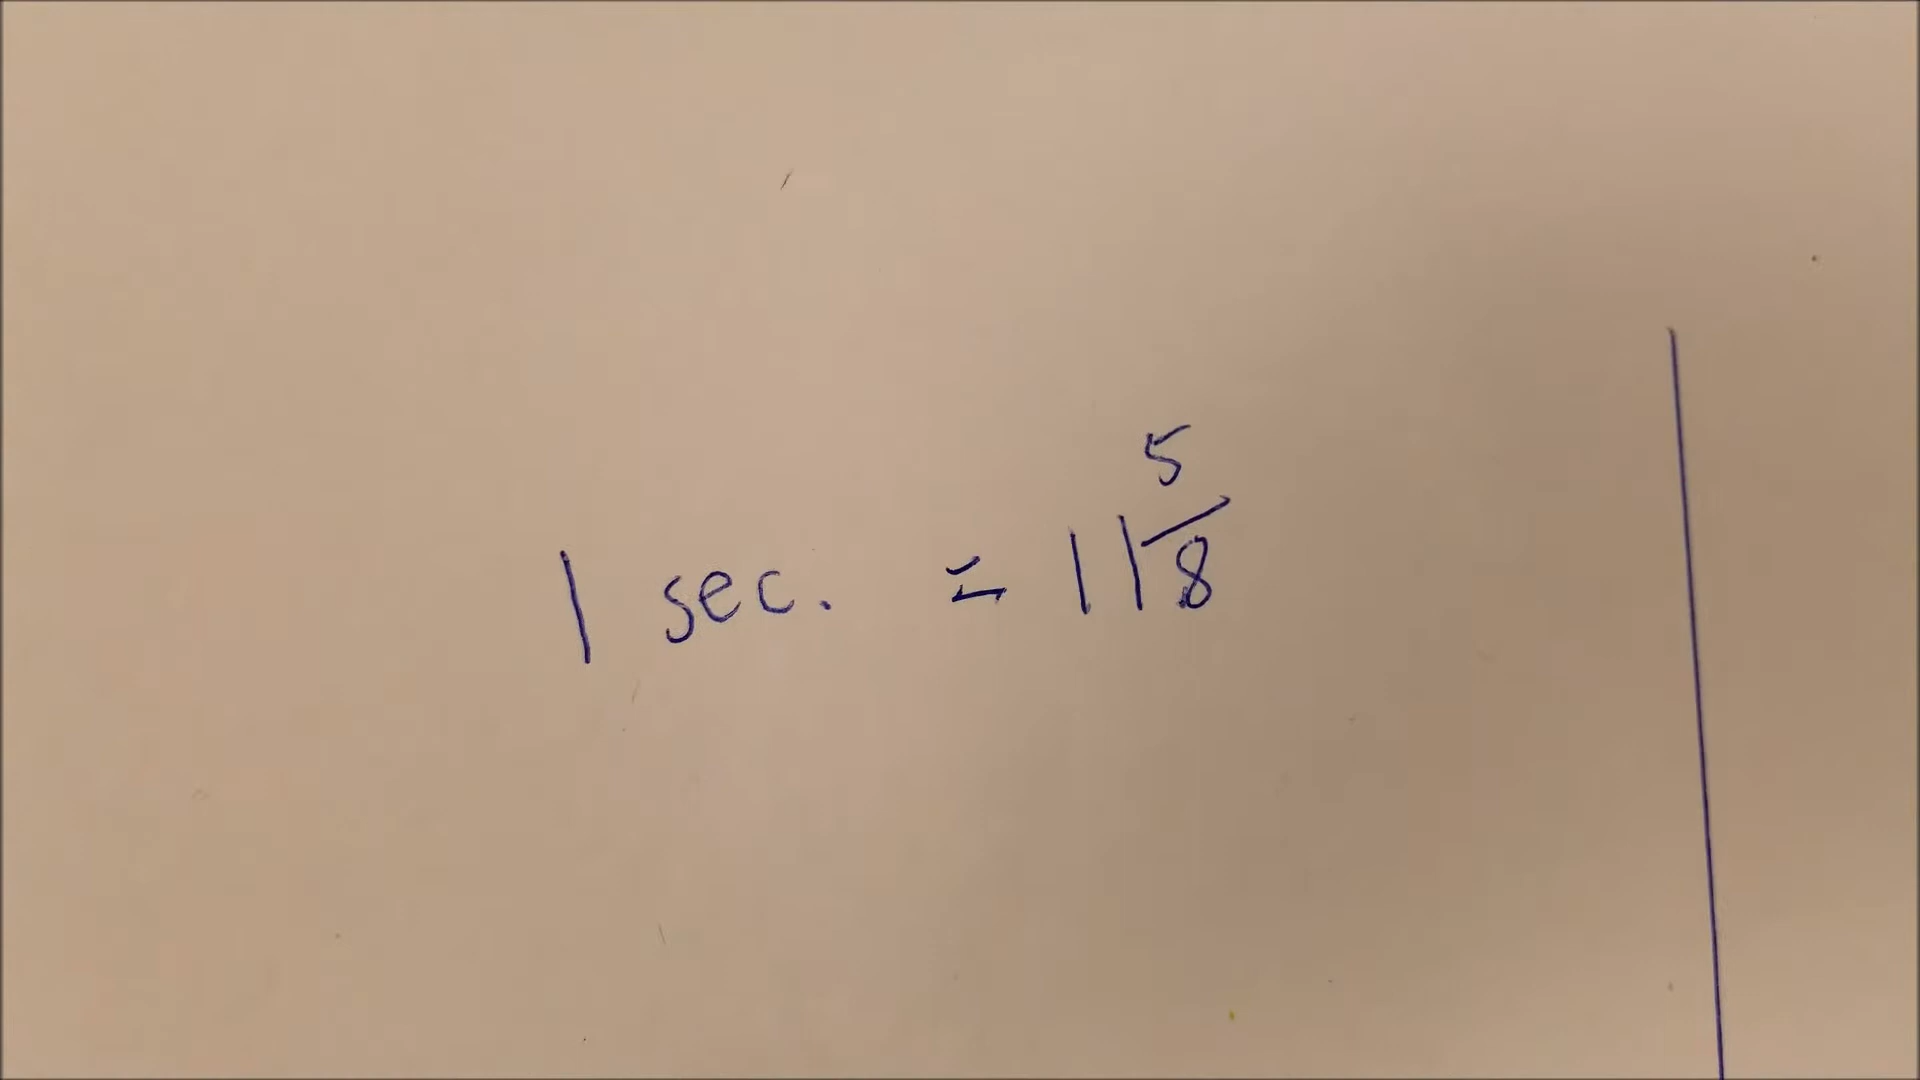 1 sec. = 11 5/8